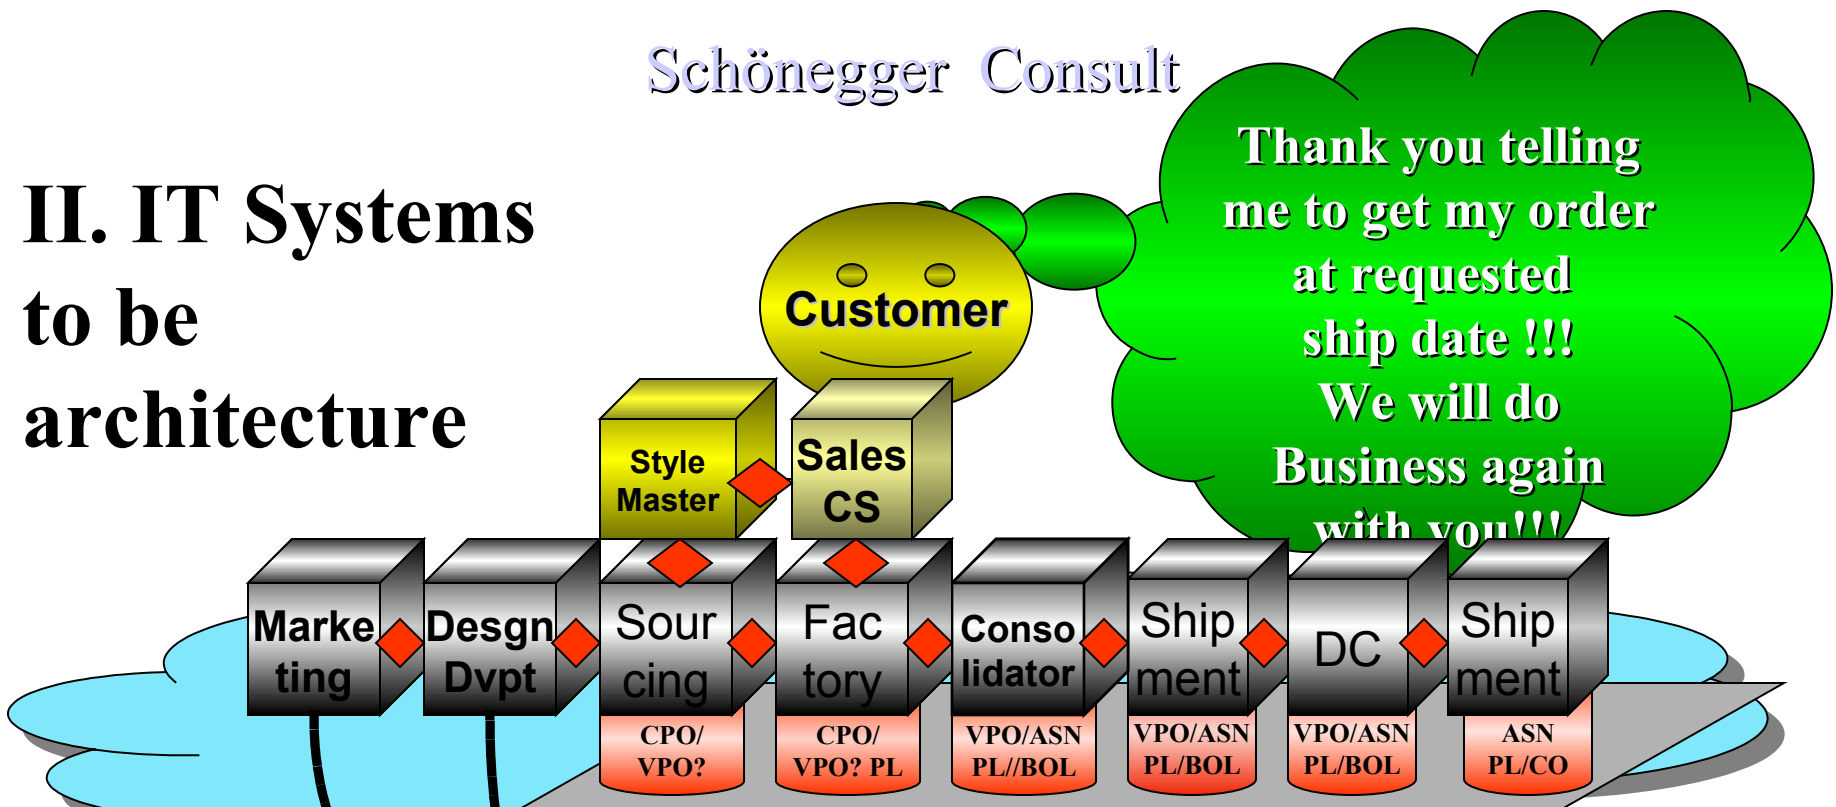 Schönegger Consult
II. IT Systems
to be
architecture
Thank you telling
me to get my order
at requested
ship date !!!
We will do
Business again
with you!!!
Customer
Style
Master
Sales
CS
Marke
ting
Desgn
Dvpt
Sour
cing
Fac
tory
Conso
lidator
Ship
ment
DC
Ship
ment
CPO/
VPO?
CPO/
VPO? PL
VPO/ASN
PL//BOL
VPO/ASN
PL/BOL
VPO/ASN
PL/BOL
ASN
PL/CO